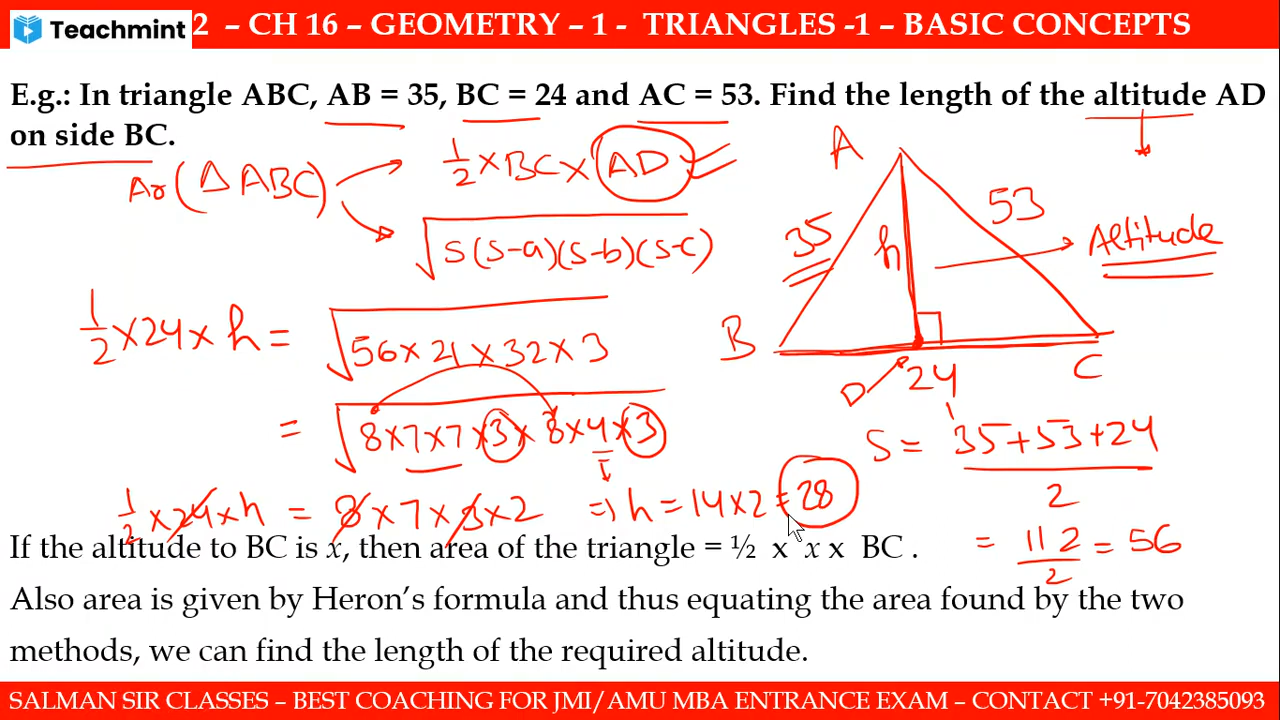 Teachmint
2 – CH 16 – GEOMETRY – 1 - TRIANGLES -1 – BASIC CONCEPTS
E.g.: In triangle ABC, AB = 35, BC = 24 and AC = 53. Find the length of the altitude AD
on side BC.
Ar(ΔABC)
1/2 × BC × AD
√s(s-a)(s-b)(s-c)
1/2 × 24 × h = √56 × 21 × 32 × 3
= √8×7×7×3×8×4×3
1/2 × 24 × h = 8 × 7 × 3 × 2 ⇒ h = 14 × 2 = 28
A
35
53
h
Altitude
B
D
24
C
S = 35+53+24
2
= 112/2 = 56
If the altitude to BC is x, then area of the triangle = ½ x x x BC .
Also area is given by Heron’s formula and thus equating the area found by the two
methods, we can find the length of the required altitude.
SALMAN SIR CLASSES – BEST COACHING FOR JMI/AMU MBA ENTRANCE EXAM – CONTACT +91-7042385093